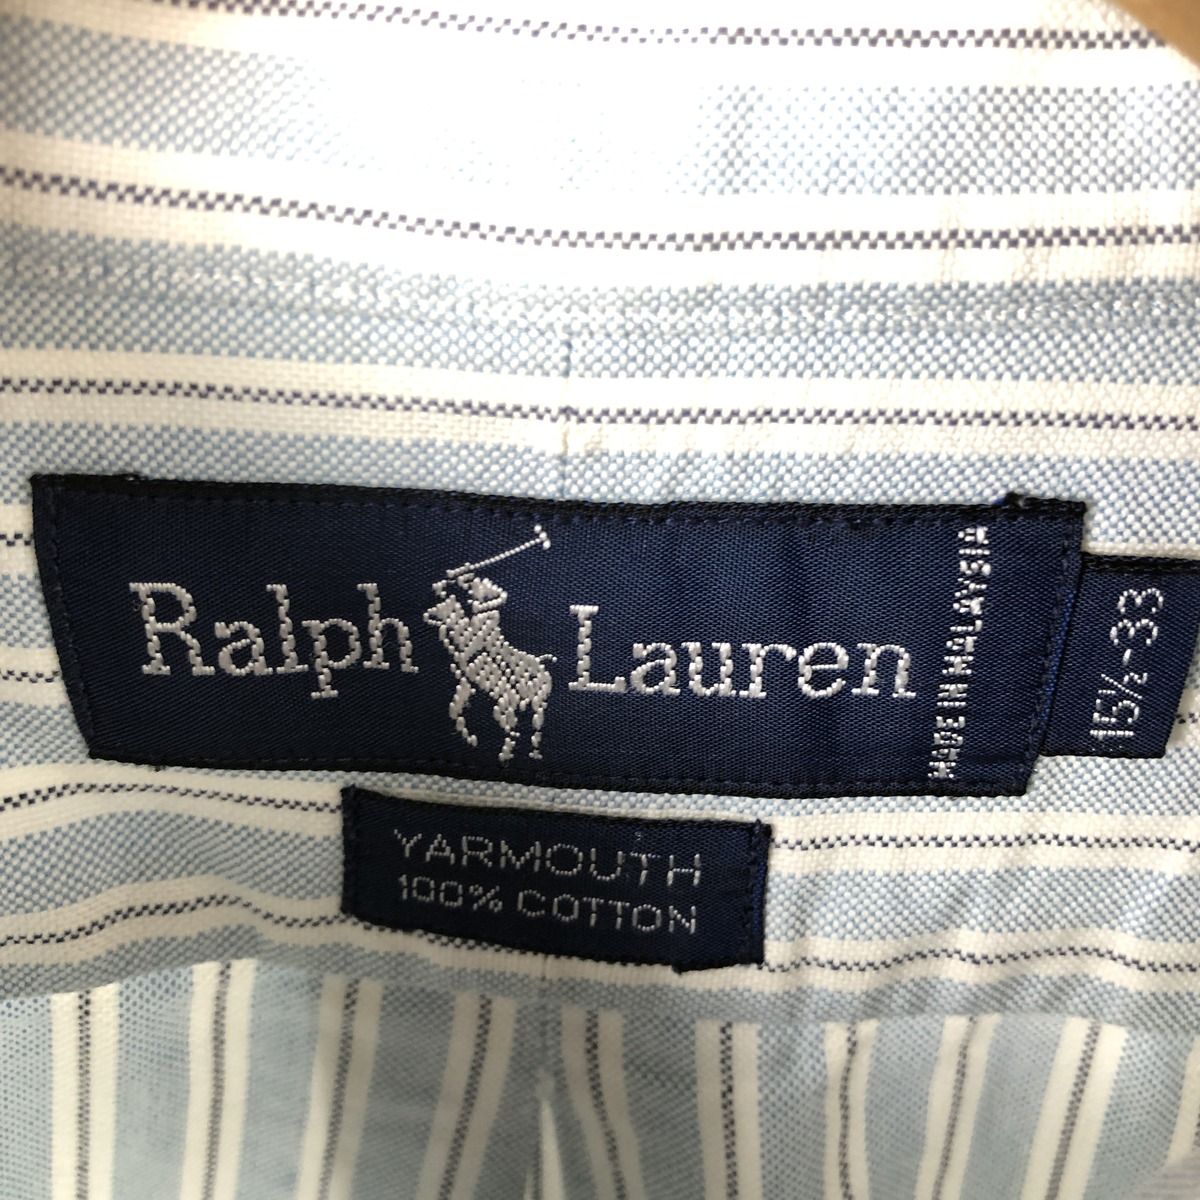 Ralph Lauren
MADE IN MALAYSIA
15½-33
YARMOUTH
100% COTTON